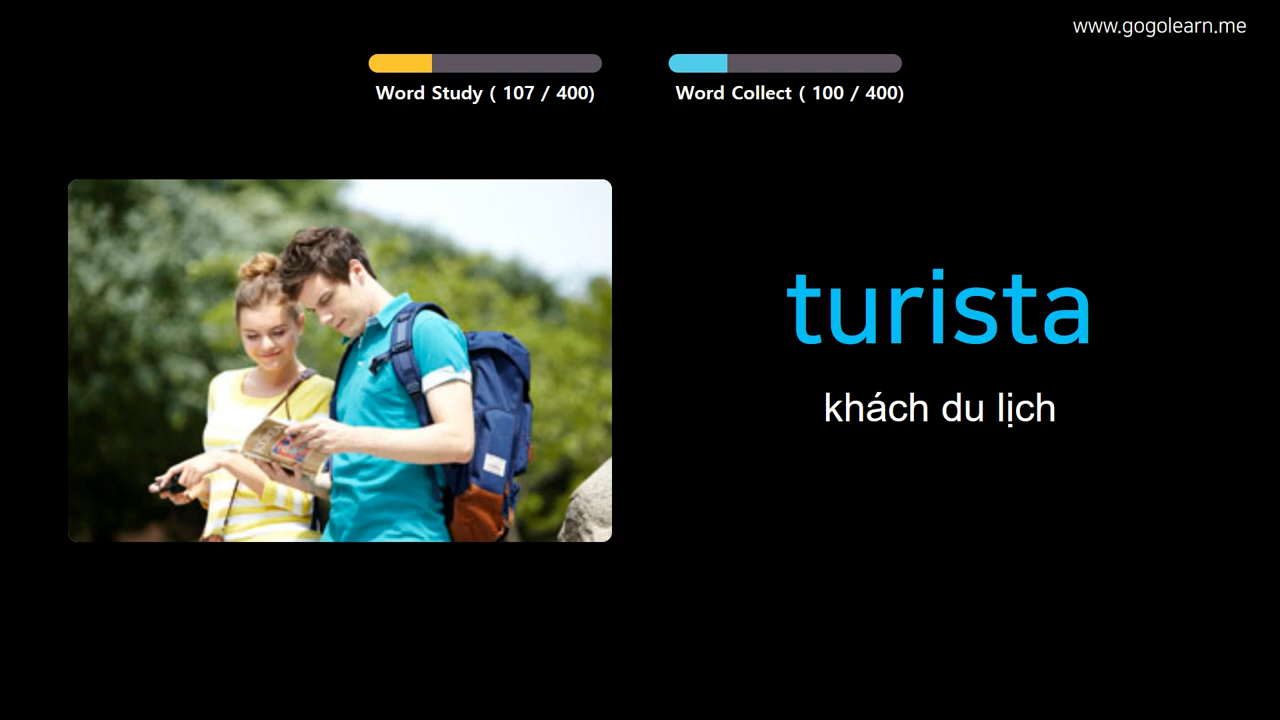 www.gogolearn.me
Word Study ( 107 / 400)
Word Collect ( 100 / 400)
turista
khách du lịch